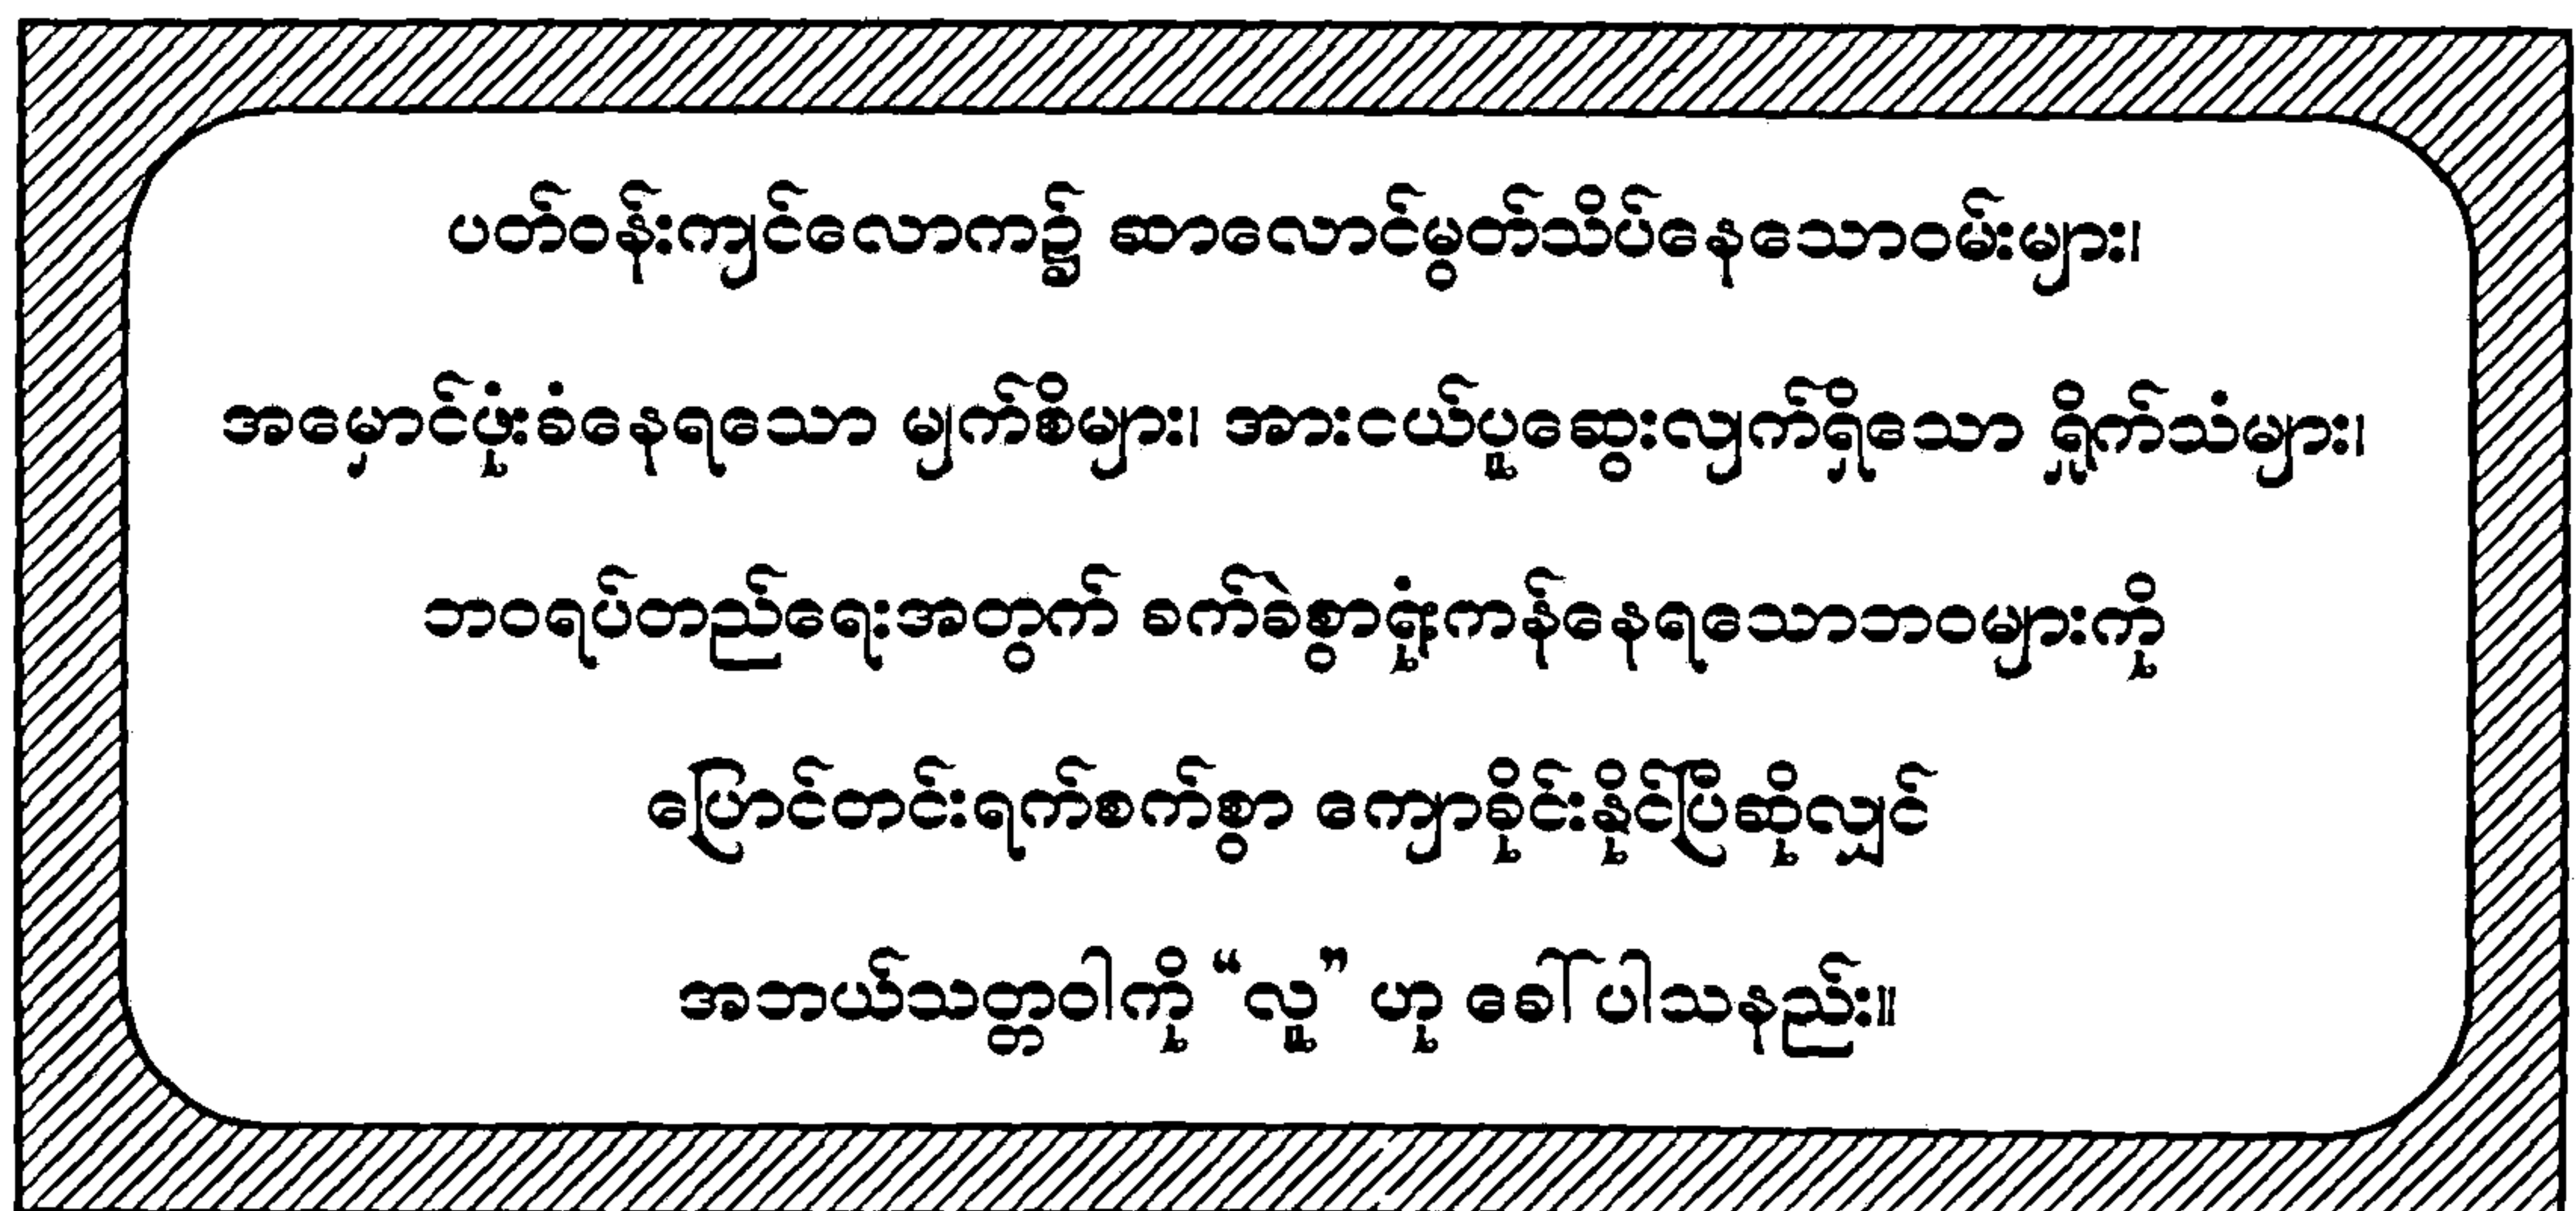 ပတ်ဝန်းကျင်လောက၌ ဆာလောင်မွတ်သိပ်နေသောဝမ်းများ၊
အမှောင်ဖုံးခံနေရသော မျက်စိများ၊ အားငယ်ပူဆွေးလျက်ရှိသော ရှိုက်သံများ၊
ဘဝရပ်တည်ရေးအတွက် ခက်ခဲစွာရုံးကန်နေရသောဘဝများကို
ပြောင်တင်းရက်စက်စွာ ကျောခိုင်းနိုင်ပြီဆိုလျှင်
အဘယ်သတ္တဝါကို “လူ” ဟု ခေါ်ပါသနည်း။